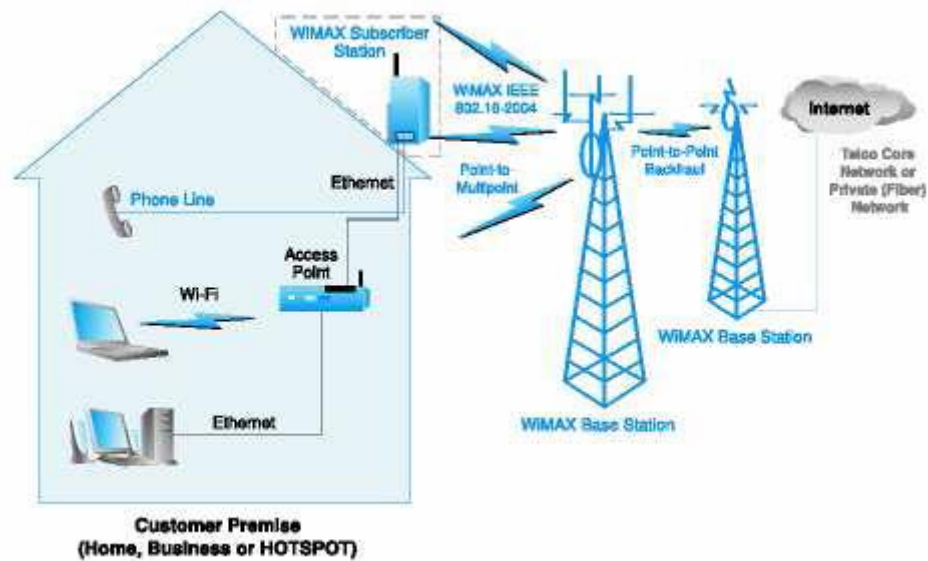 WiMAX Subscriber
Station
WiMAX IEEE
802.16-2004
Internet
Point-to-Point
Backhaul
Telco Core
Network or
Private (Fiber)
Network
Point-to-
Multipoint
Ethernet
Phone Line
Access
Point
Wi-Fi
WiMAX Base Station
WiMAX Base Station
Ethernet
Customer Premise
(Home, Business or HOTSPOT)